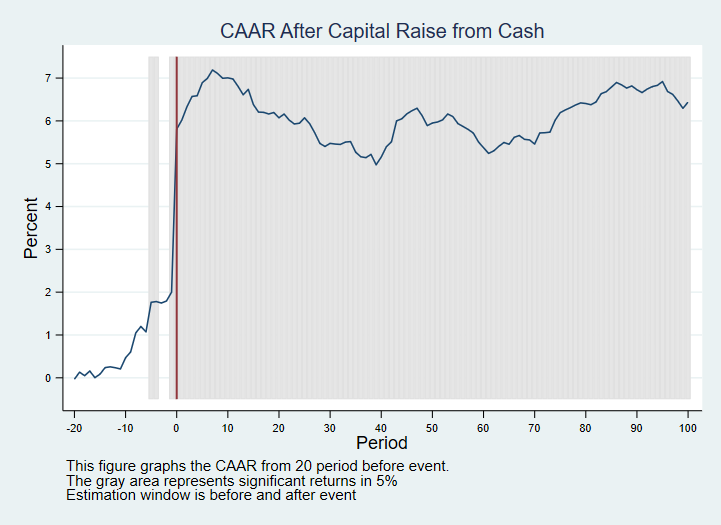 CAAR After Capital Raise from Cash
Percent
7
6
5
4
3
2
1
0
-20 -10 0 10 20 30 40 50 60 70 80 90 100
Period
This figure graphs the CAAR from 20 period before event.
The gray area represents significant returns in 5%
Estimation window is before and after event